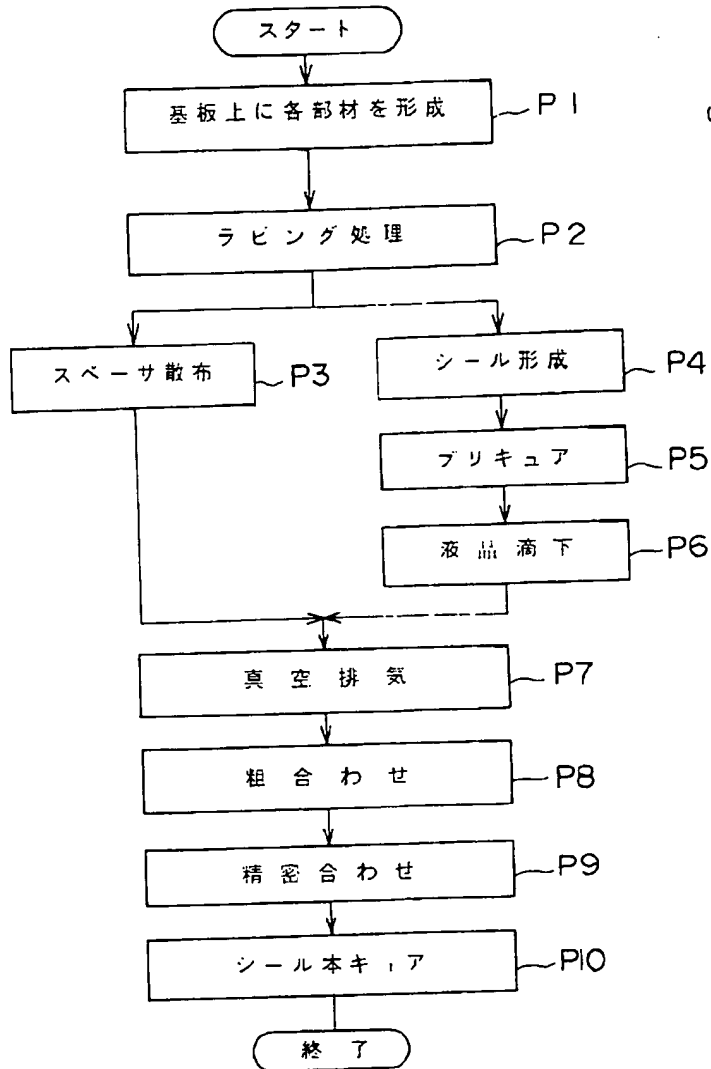 スタート
基板上に各部材を形成
P1
ラビング処理
P2
スペーサ散布
P3
シール形成
P4
プリキュア
P5
液晶滴下
P6
真空排気
P7
粗合わせ
P8
精密合わせ
P9
シール本キュア
P10
終了